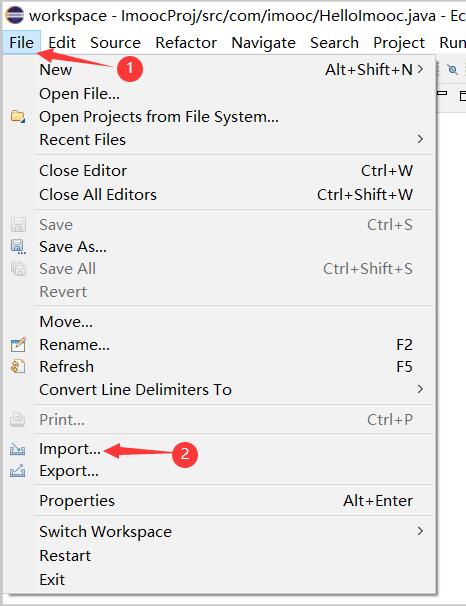 workspace - ImoocProj/src/com/imooc/HelloImooc.java - Ec
File Edit Source Refactor Navigate Search Project Run
1
New Alt+Shift+N
Open File...
Open Projects from File System...
Recent Files
Close Editor Ctrl+W
Close All Editors Ctrl+Shift+W
Save Ctrl+S
Save As...
Save All Ctrl+Shift+S
Revert
Move...
Rename... F2
Refresh F5
Convert Line Delimiters To
Print... Ctrl+P
Import... 2
Export...
Properties Alt+Enter
Switch Workspace
Restart
Exit